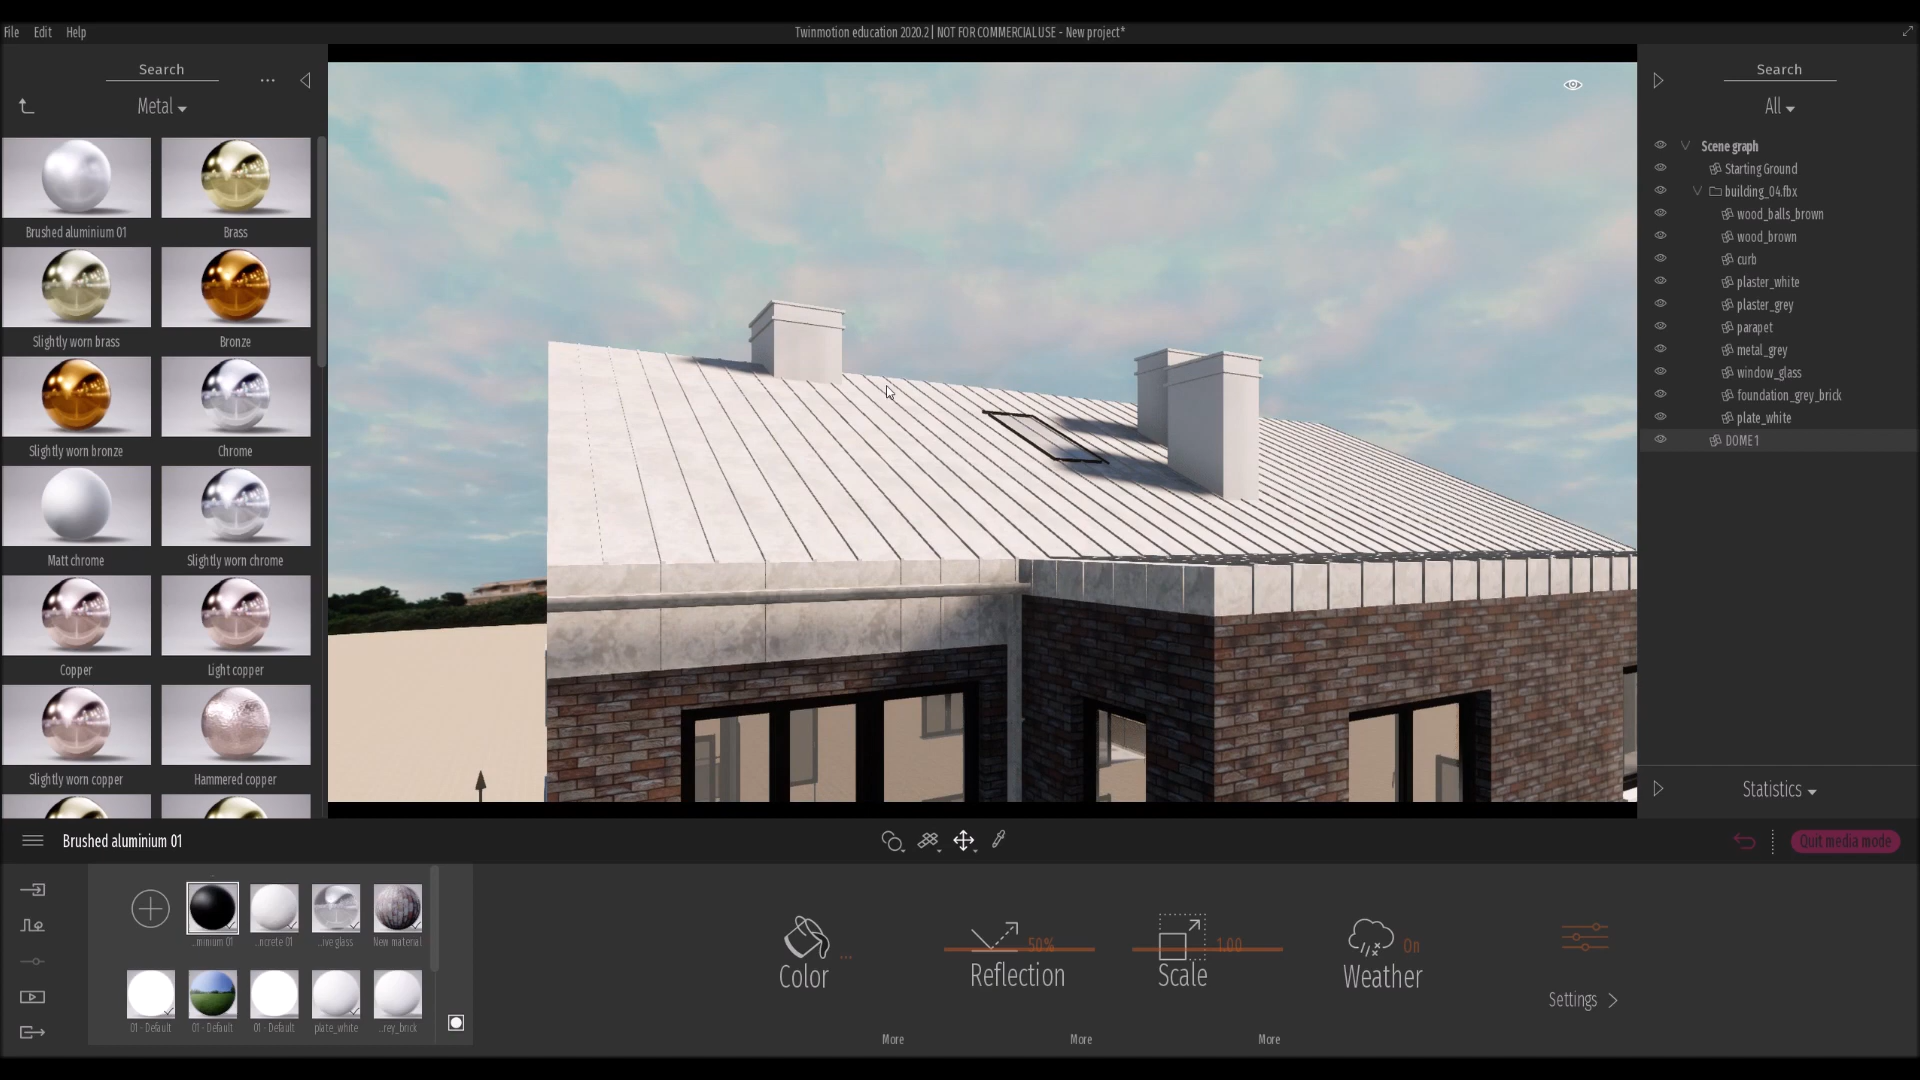 File Edit Help
Twinmotion education 2020.2 | NOT FOR COMMERCIAL USE - New project*
Search
...
Metal
Brushed aluminium 01
Brass
Slightly worn brass
Bronze
Slightly worn bronze
Chrome
Matt chrome
Slightly worn chrome
Copper
Light copper
Slightly worn copper
Hammered copper
Search
All
Scene graph
Starting Ground
building_04.fbx
wood_balls_brown
wood_brown
curb
plaster_white
plaster_grey
parapet
metal_grey
window_glass
foundation_grey_brick
plate_white
DOME1
Statistics
Brushed aluminium 01
Quit media mode
...minium 01
...ncrete 01
...ive glass
New material
01 - Default
01 - Default
01 - Default
plate_white
...rey_brick
Color ...
More
50%
Reflection
More
1.00
Scale
More
On
Weather
Settings